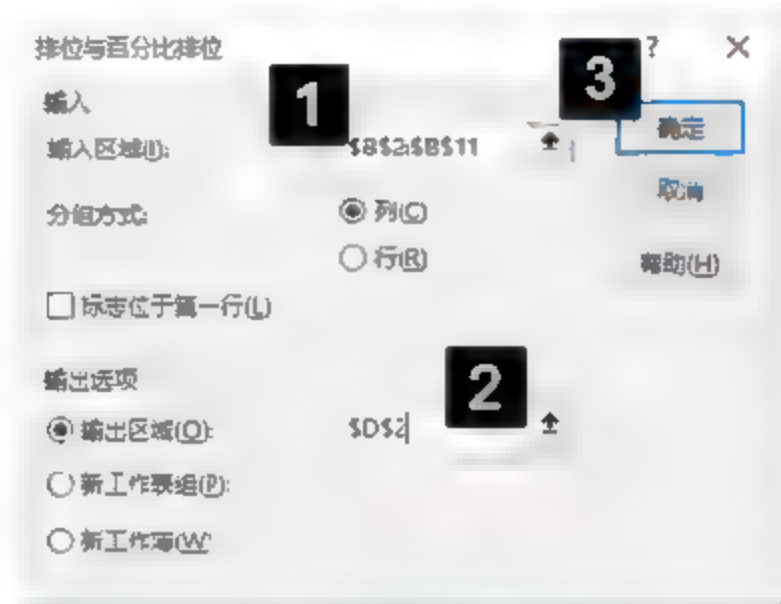 排位与百分比排位 ? ×
输入
输入区域(I): $B$2:$B$11
分组方式: 列(C)
行(R)
标志位于第一行(L)
输出选项
输出区域(O): $D$2
新工作表组(P):
新工作薄(W)
确定
取消
帮助(H)
1
2
3